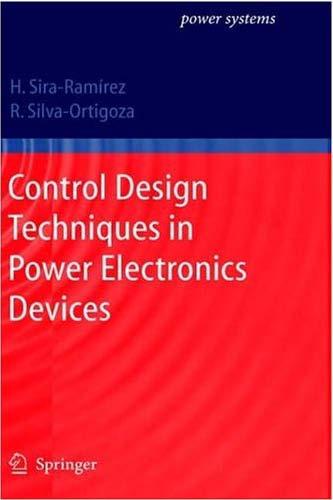 power systems
H. Sira-Ramírez
R. Silva-Ortigoza
Control Design
Techniques in
Power Electronics
Devices
Springer